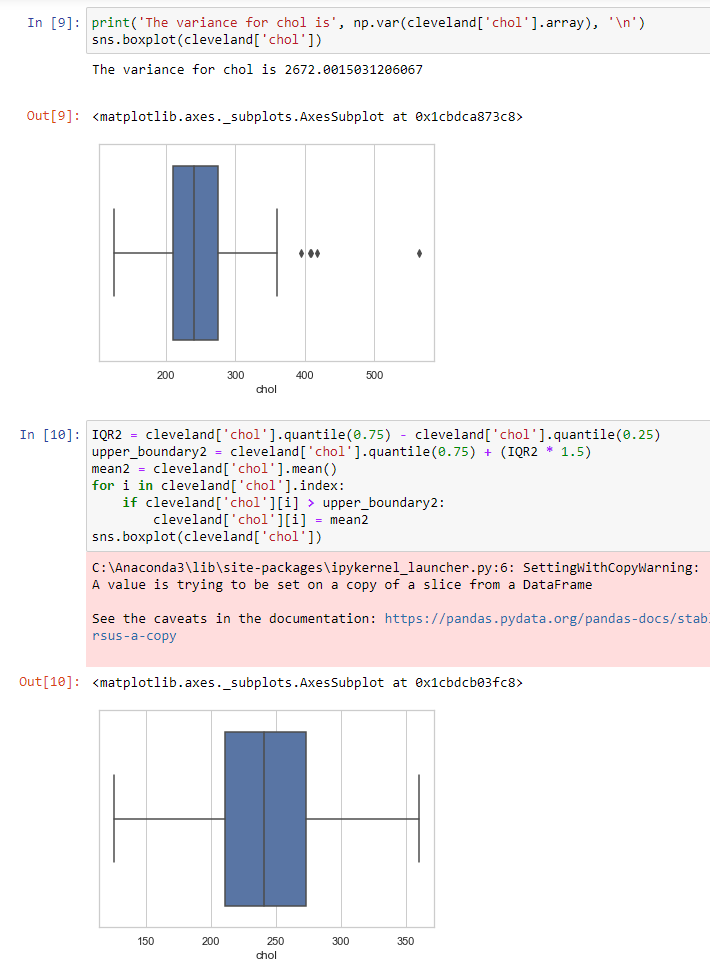 In [9]: print('The variance for chol is', np.var(cleveland['chol'].array), '\n')
sns.boxplot(cleveland['chol'])
The variance for chol is 2672.0015031206067
Out[9]: <matplotlib.axes._subplots.AxesSubplot at 0x1cbdca873c8>
200 300 400 500
chol
In [10]: IQR2 = cleveland['chol'].quantile(0.75) - cleveland['chol'].quantile(0.25)
upper_boundary2 = cleveland['chol'].quantile(0.75) + (IQR2 * 1.5)
mean2 = cleveland['chol'].mean()
for i in cleveland['chol'].index:
    if cleveland['chol'][i] > upper_boundary2:
        cleveland['chol'][i] = mean2
sns.boxplot(cleveland['chol'])
C:\Anaconda3\lib\site-packages\ipykernel_launcher.py:6: SettingWithCopyWarning:
A value is trying to be set on a copy of a slice from a DataFrame
See the caveats in the documentation: https://pandas.pydata.org/pandas-docs/stab
rsus-a-copy
Out[10]: <matplotlib.axes._subplots.AxesSubplot at 0x1cbdcb03fc8>
150 200 250 300 350
chol